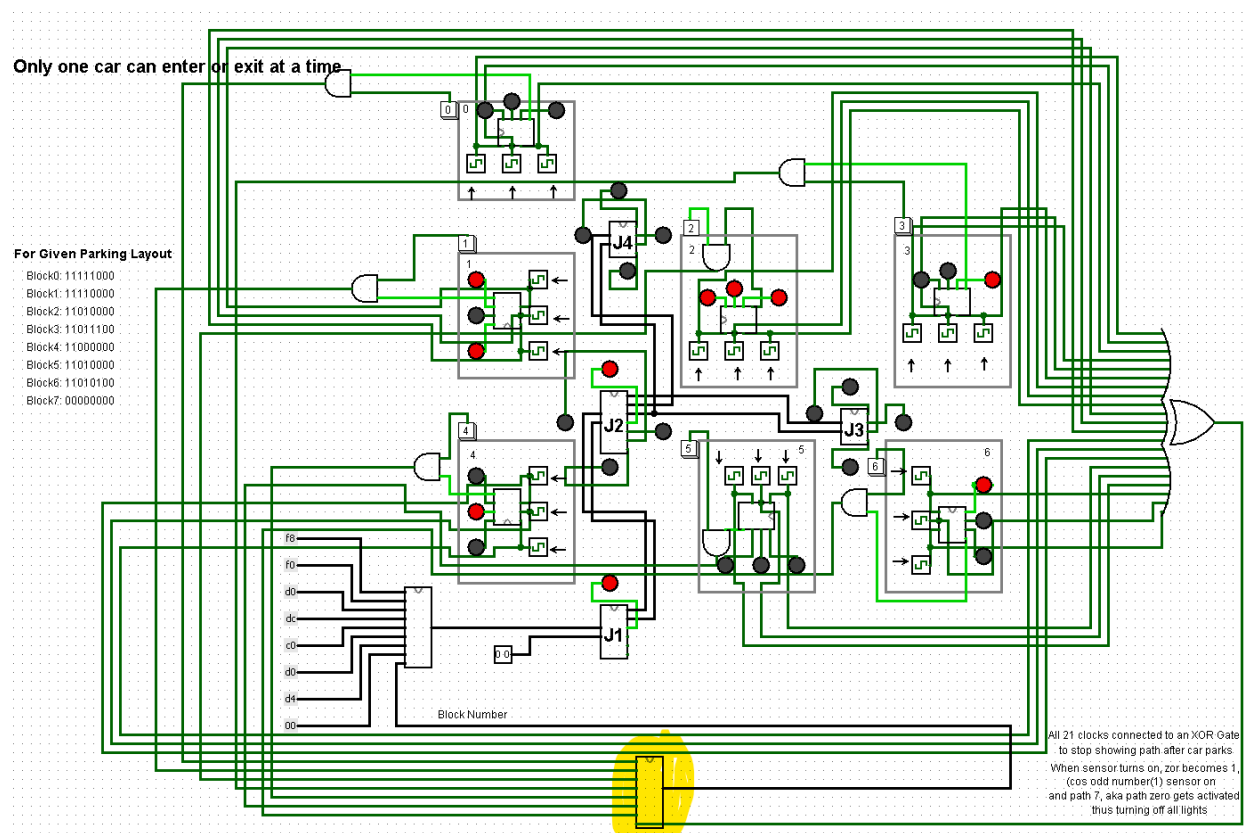 Only one car can enter or exit at a time
0
0
J4
2
2
3
3
1
1
For Given Parking Layout
Block0: 11111000
Block1: 11110000
Block2: 11010000
Block3: 11011100
Block4: 11000000
Block5: 11010000
Block6: 11010100
Block7: 00000000
J2
J3
4
4
5
5
6
6
f8
f0
d0
dc
c0
d0
d4
00
J1
0 0
Block Number
All 21 clocks connected to an XOR Gate
to stop showing path after car parks
When sensor turns on, zor becomes 1,
(cos odd number(1) sensor on
and path 7, aka path zero gets activated
thus turning off all lights